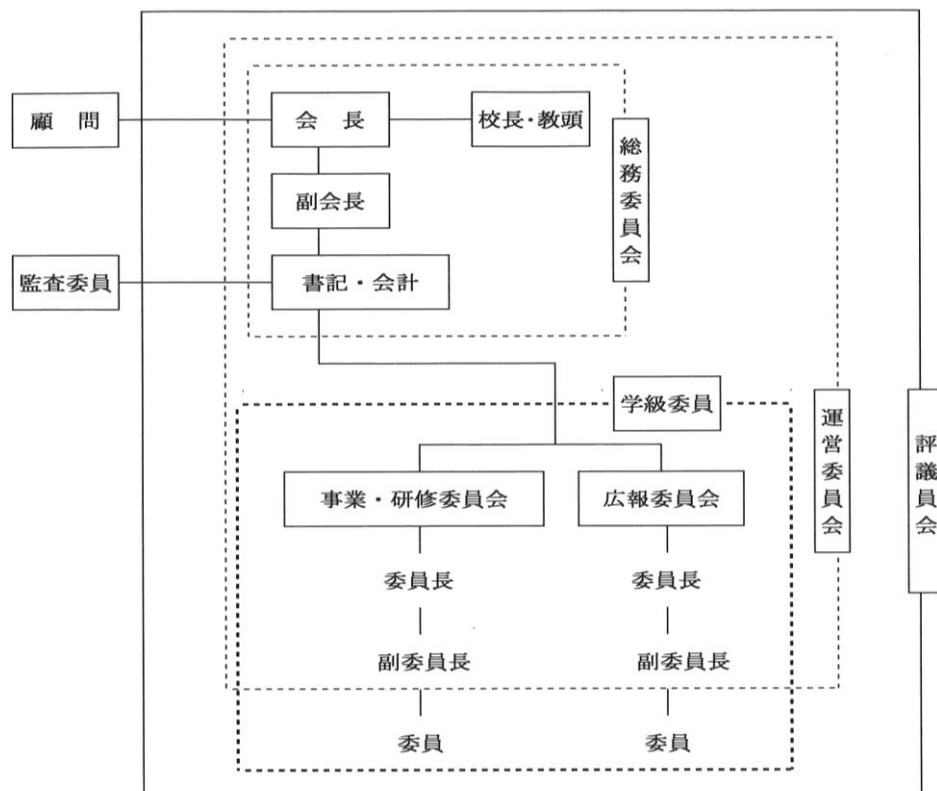 顧 問
会 長
校長・教頭
総務委員会
副会長
監査委員
書記・会計
学級委員
運営委員会
評議員会
事業・研修委員会
広報委員会
委員長
委員長
副委員長
副委員長
委員
委員